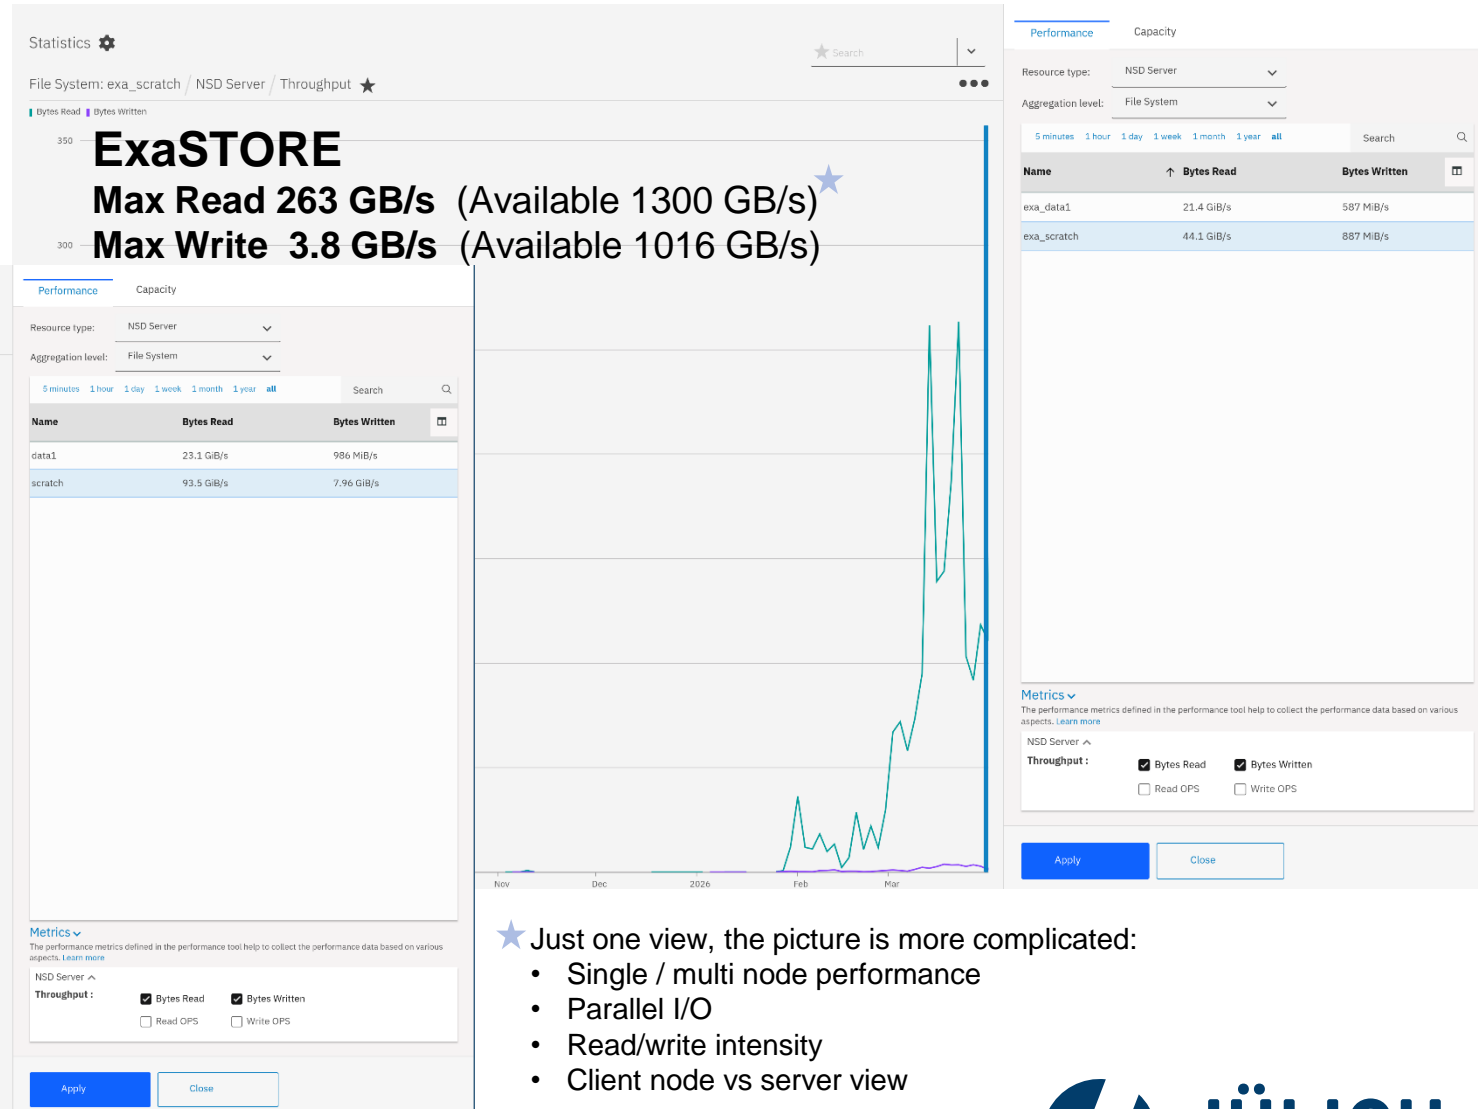 Statistics
Search
File System: exa_scratch / NSD Server / Throughput
Bytes Read Bytes Written
350
ExaSTORE
Max Read 263 GB/s (Available 1300 GB/s)
Max Write 3.8 GB/s (Available 1016 GB/s)
300
Performance Capacity
Resource type: NSD Server
Aggregation level: File System
5 minutes 1 hour 1 day 1 week 1 month 1 year all Search
Name Bytes Read Bytes Written
data1 23.1 GiB/s 986 MiB/s
scratch 93.5 GiB/s 7.96 GiB/s
Metrics
The performance metrics defined in the performance tool help to collect the performance data based on various
aspects. Learn more
NSD Server
Throughput :
Bytes Read Bytes Written
Read OPS Write OPS
Apply Close
Nov Dec 2026 Feb Mar
Performance Capacity
Resource type: NSD Server
Aggregation level: File System
5 minutes 1 hour 1 day 1 week 1 month 1 year all Search
Name Bytes Read Bytes Written
exa_data1 21.4 GiB/s 587 MiB/s
exa_scratch 44.1 GiB/s 887 MiB/s
Metrics
The performance metrics defined in the performance tool help to collect the performance data based on various
aspects. Learn more
NSD Server
Throughput :
Bytes Read Bytes Written
Read OPS Write OPS
Apply Close
Just one view, the picture is more complicated:
• Single / multi node performance
• Parallel I/O
• Read/write intensity
• Client node vs server view